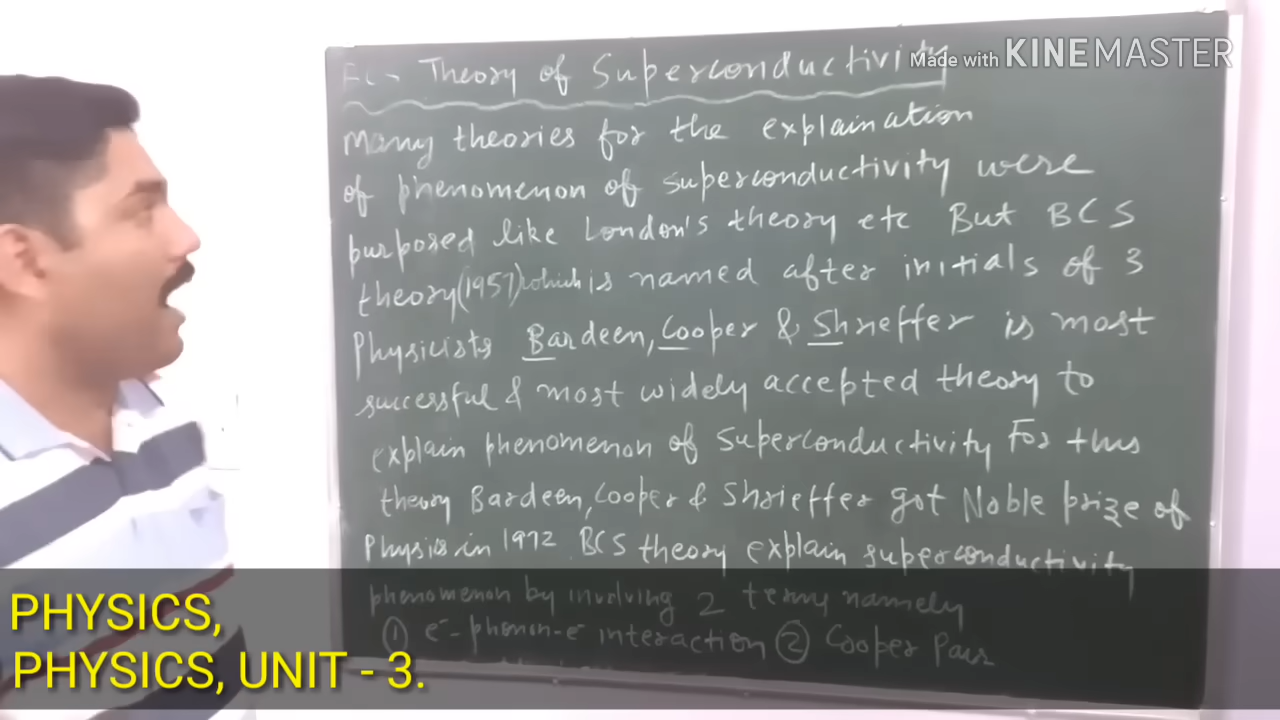 Theory of Superconductivity
Made with KINEMASTER
Many theories for the explaination
of phenomenon of superconductivity were
purposed like London's theory etc But BCS
theory(1957) which is named after initials of 3
Physicists Bardeen, Cooper & Shrieffer is most
successful & most widely accepted theory to
explain phenomenon of superconductivity For this
theory Bardeen, Cooper & Shrieffer got Noble prize of
Physics in 1972 BCS theory explain superconductivity
phenomenon by involving 2 terms namely
① e⁻-phonon-e⁻ interaction ② Cooper Pair
PHYSICS,
PHYSICS, UNIT - 3.